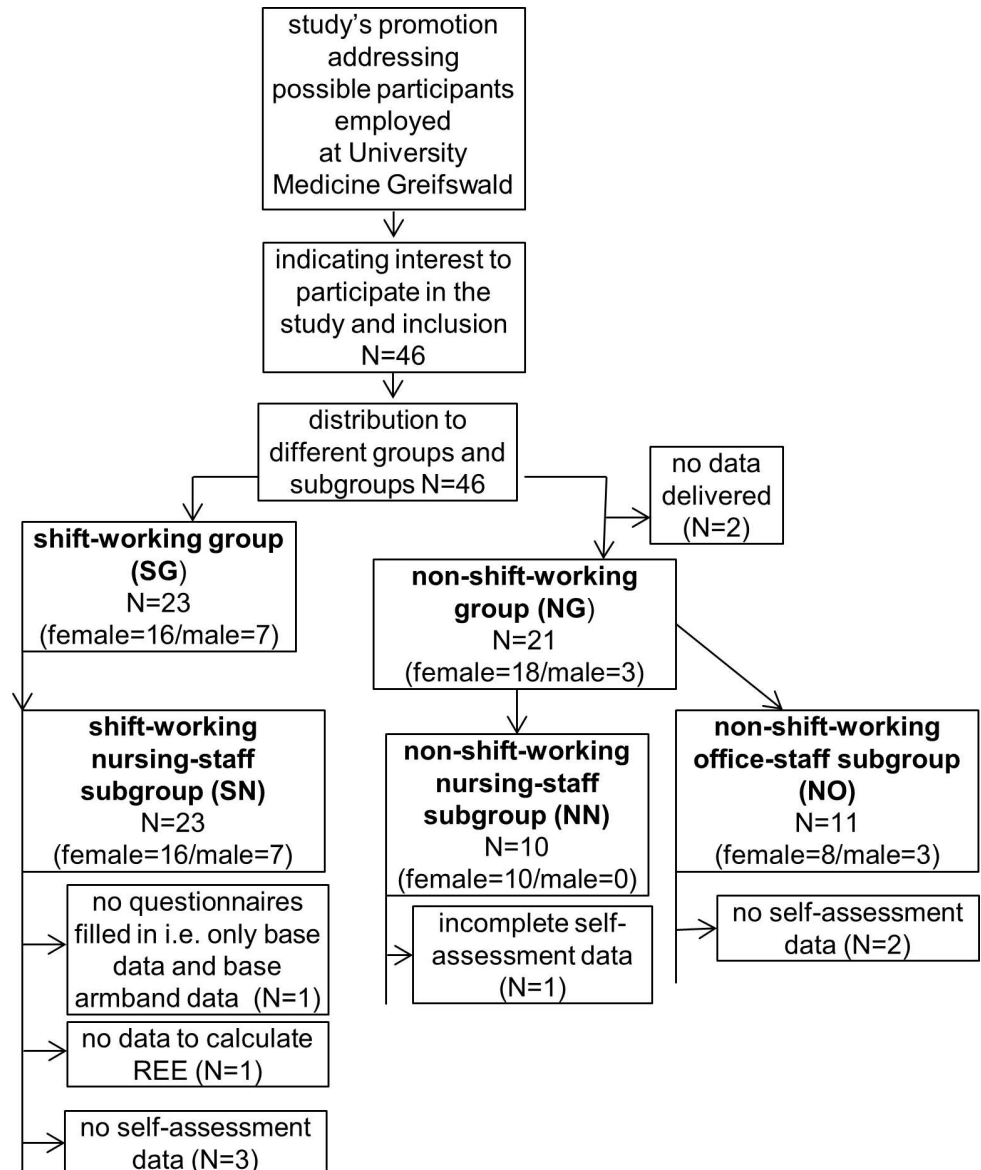 study's promotion
addressing
possible participants
employed
at University
Medicine Greifswald
indicating interest to
participate in the
study and inclusion
N=46
distribution to
different groups and
subgroups N=46
no data
delivered
(N=2)
shift-working group
(SG)
N=23
(female=16/male=7)
non-shift-working
group (NG)
N=21
(female=18/male=3)
shift-working
nursing-staff
subgroup (SN)
N=23
(female=16/male=7)
non-shift-working
nursing-staff
subgroup (NN)
N=10
(female=10/male=0)
non-shift-working
office-staff subgroup
(NO)
N=11
(female=8/male=3)
no questionnaires
filled in i.e. only base
data and base
armband data (N=1)
incomplete self-
assessment data
(N=1)
no self-assessment
data (N=2)
no data to calculate
REE (N=1)
no self-assessment
data (N=3)